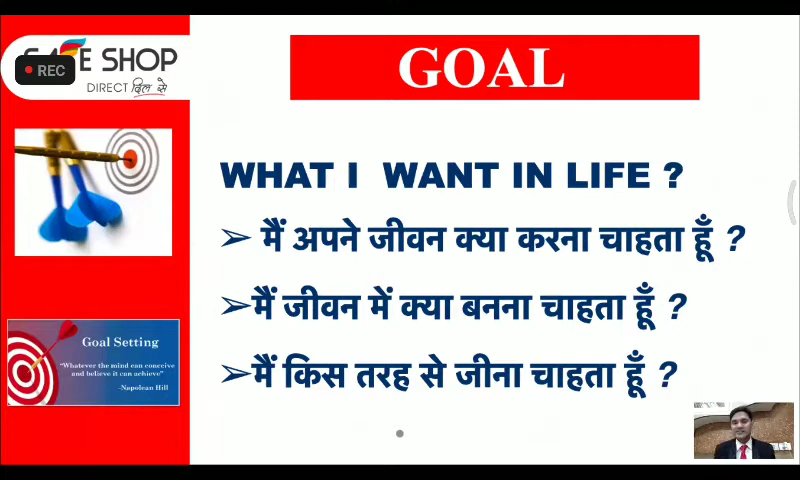 SAFE SHOP
REC
DIRECT दिल से
GOAL
WHAT I WANT IN LIFE ?
➢ मैं अपने जीवन क्या करना चाहता हूँ ?
➢ मैं जीवन में क्या बनना चाहता हूँ ?
➢ मैं किस तरह से जीना चाहता हूँ ?
Goal Setting
"Whatever the mind can conceive
and believe it can achieve"
-Napolean Hill